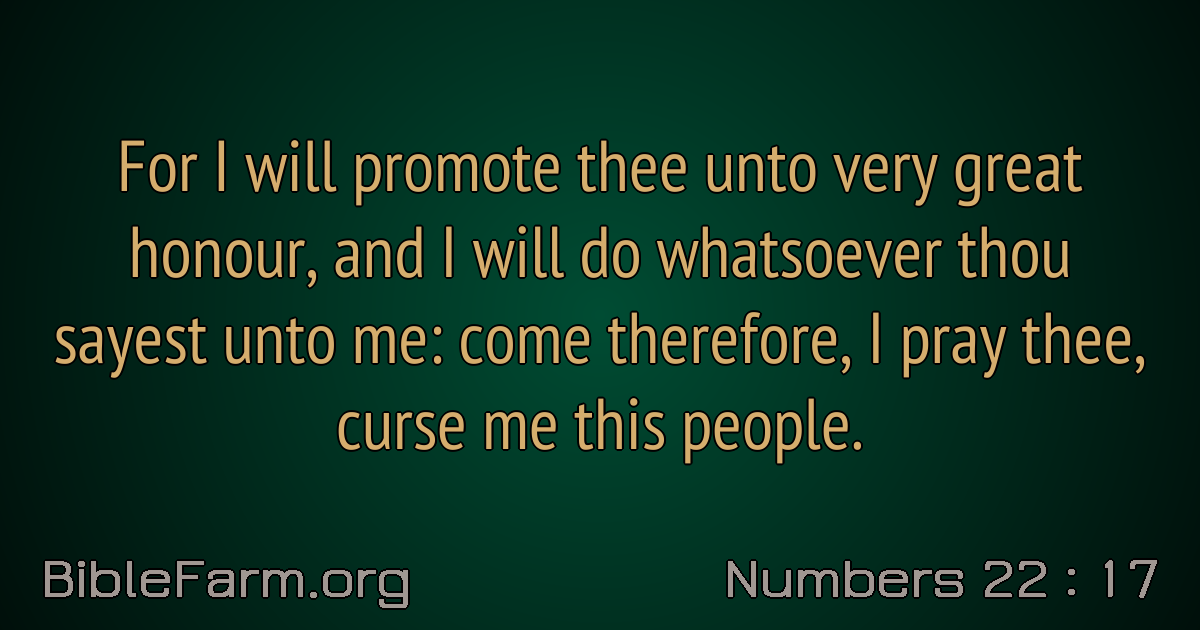 For I will promote thee unto very great
honour, and I will do whatsoever thou
sayest unto me: come therefore, I pray thee,
curse me this people.
BibleFarm.org
Numbers 22 : 17